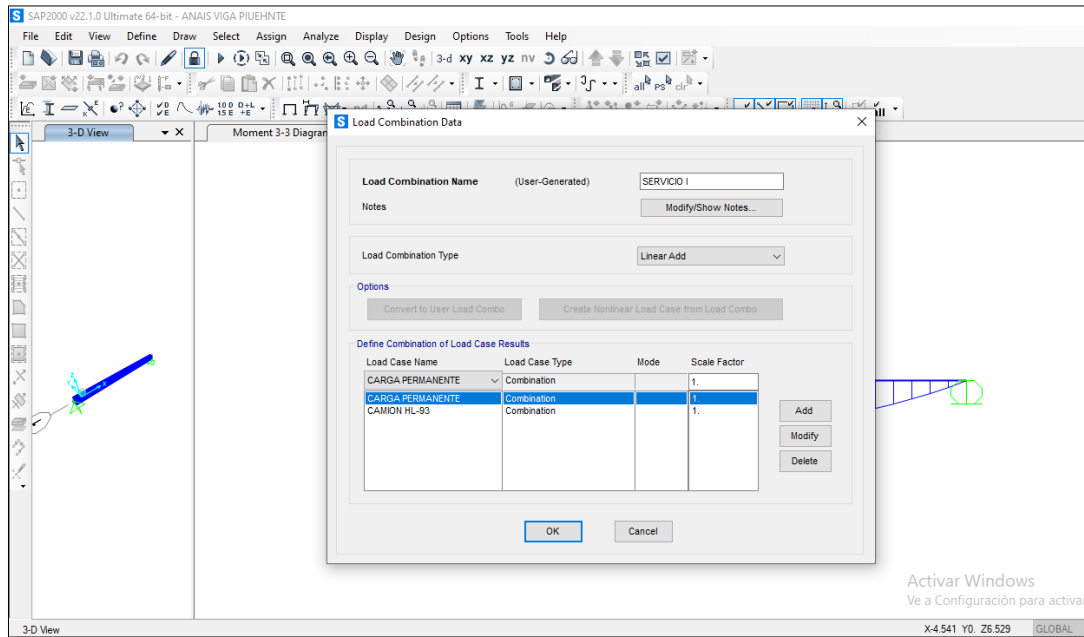 SAP2000 v22.1.0 Ultimate 64-bit - ANAIS VIGA PIUEHNTE
File Edit View Define Draw Select Assign Analyze Display Design Options Tools Help
3-d xy xz yz nv
all PS clr
3-D View
Moment 3-3 Diagran
Load Combination Data
Load Combination Name (User-Generated) SERVICIO I
Notes Modify/Show Notes...
Load Combination Type Linear Add
Options
Convert to User Load Combo Create Nonlinear Load Case from Load Combo
Define Combination of Load Case Results
Load Case Name Load Case Type Mode Scale Factor
CARGA PERMANENTE Combination 1.
CARGA PERMANENTE Combination 1.
CAMION HL-93 Combination 1.
Add
Modify
Delete
OK Cancel
Activar Windows
Ve a Configuración para activar
3-D View X-4.541 Y0. Z6.529 GLOBAL